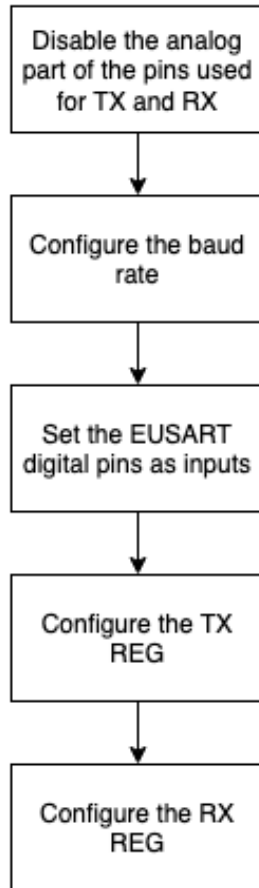 Disable the analog
part of the pins used
for TX and RX
Configure the baud
rate
Set the EUSART
digital pins as inputs
Configure the TX
REG
Configure the RX
REG